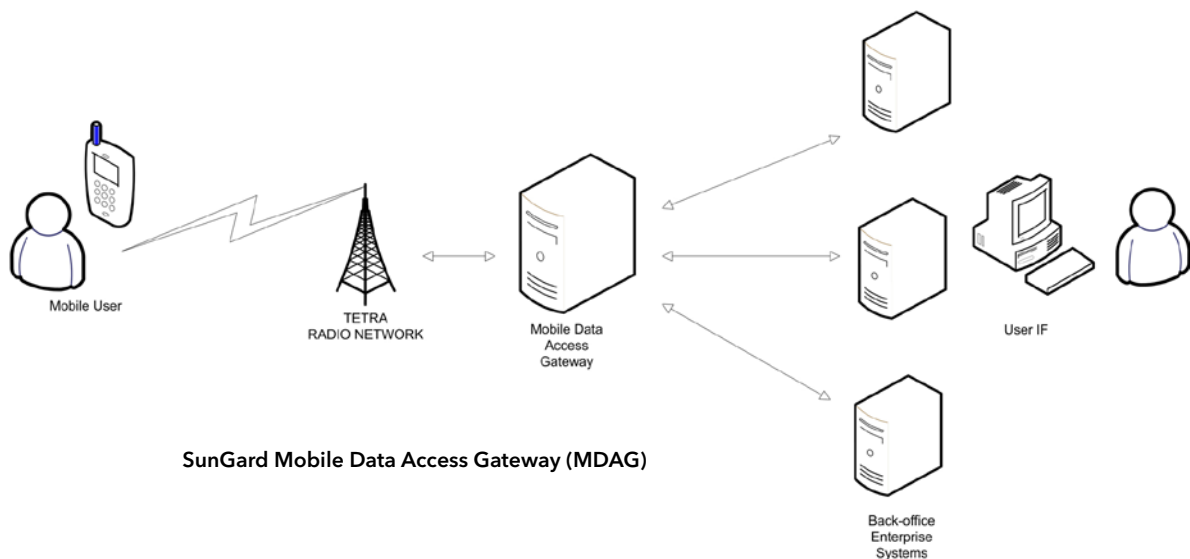 Mobile User
TETRA
RADIO NETWORK
Mobile Data
Access
Gateway
User IF
SunGard Mobile Data Access Gateway (MDAG)
Back-office
Enterprise
Systems